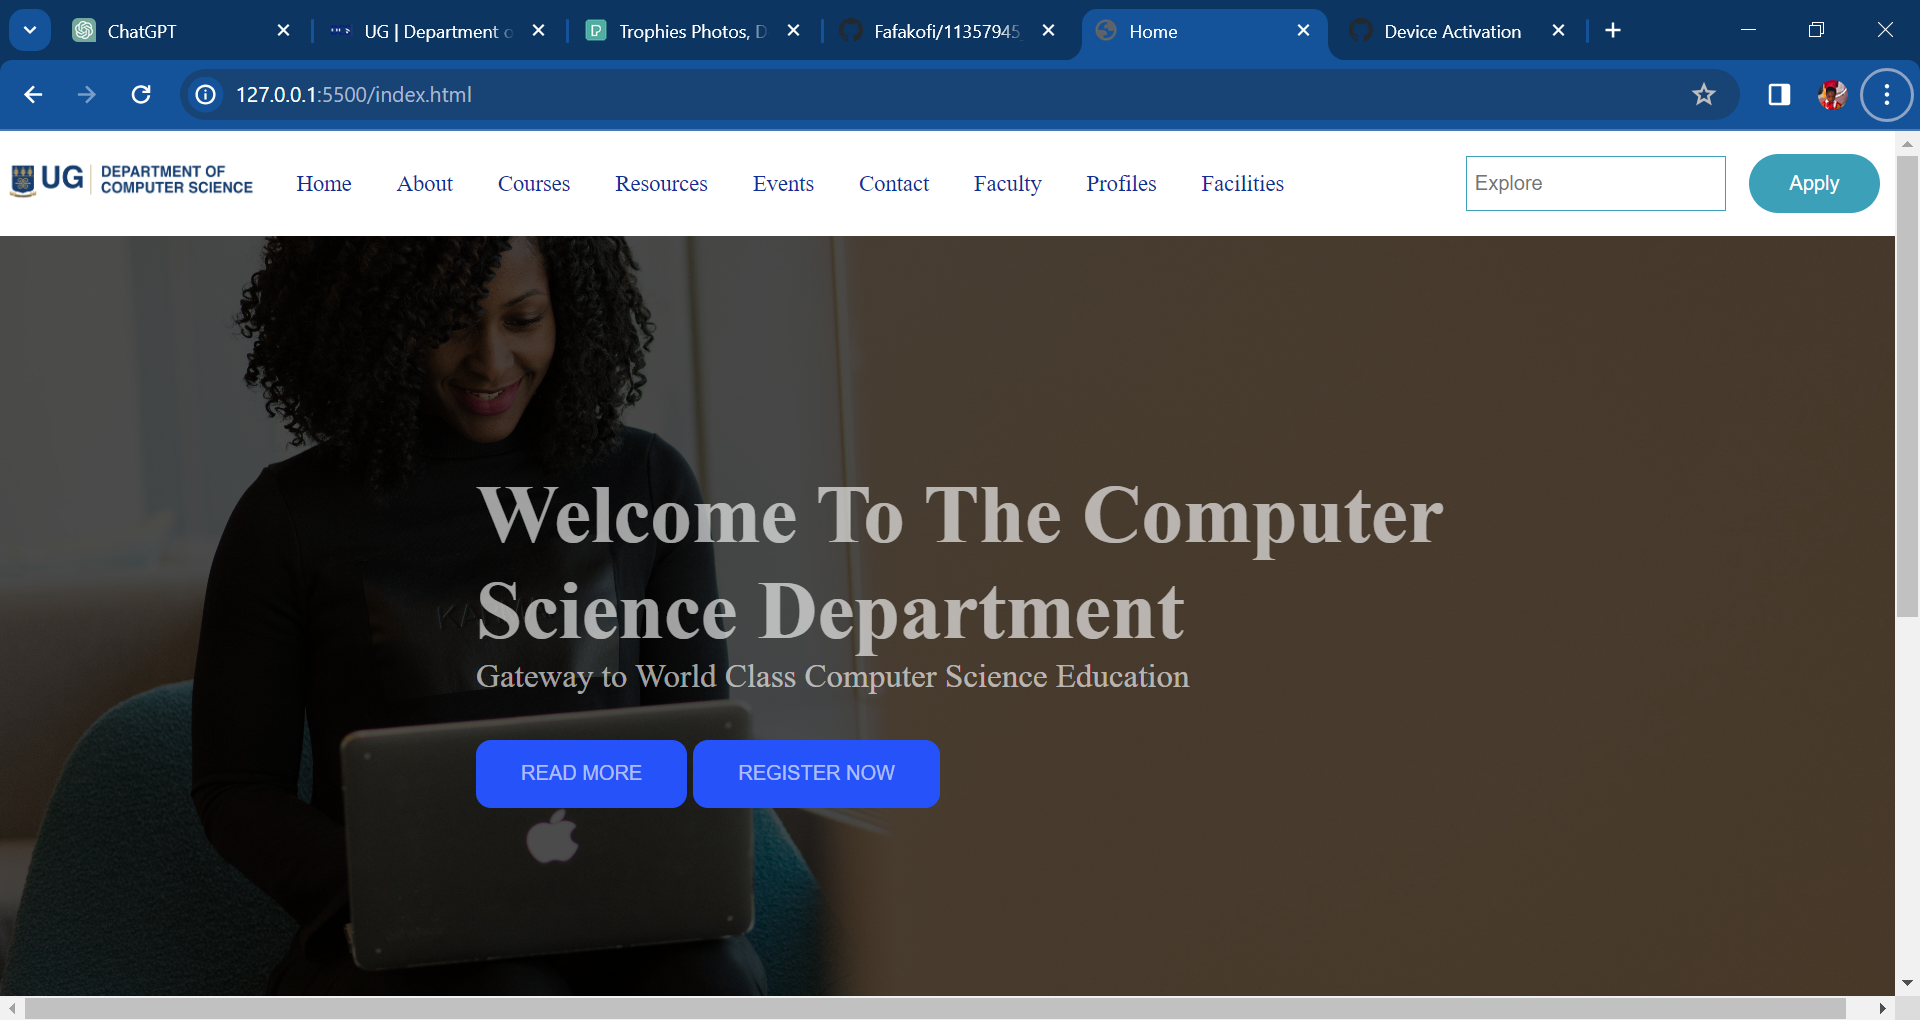 ChatGPT
UG | Department o
Trophies Photos, D
Fafakofi/11357945
Home
Device Activation
127.0.0.1:5500/index.html
UG DEPARTMENT OF
COMPUTER SCIENCE
Home About Courses Resources Events Contact Faculty Profiles Facilities
Explore
Apply
Welcome To The Computer
Science Department
Gateway to World Class Computer Science Education
READ MORE
REGISTER NOW